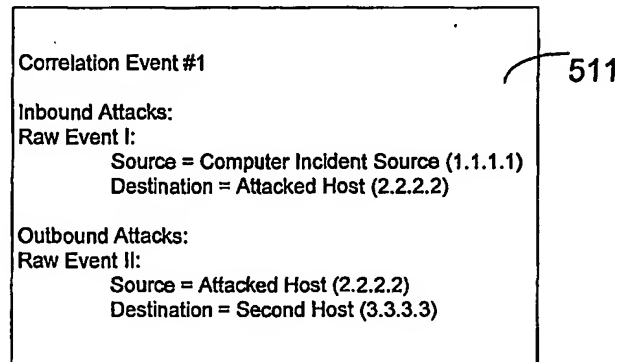 Correlation Event #1
511
Inbound Attacks:
Raw Event I:
Source = Computer Incident Source (1.1.1.1)
Destination = Attacked Host (2.2.2.2)
Outbound Attacks:
Raw Event II:
Source = Attacked Host (2.2.2.2)
Destination = Second Host (3.3.3.3)